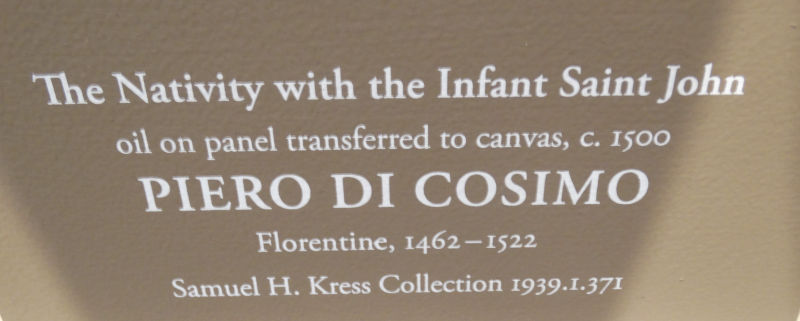 The Nativity with the Infant Saint John
oil on panel transferred to canvas, c. 1500
PIERO DI COSIMO
Florentine, 1462–1522
Samuel H. Kress Collection 1939.1.371